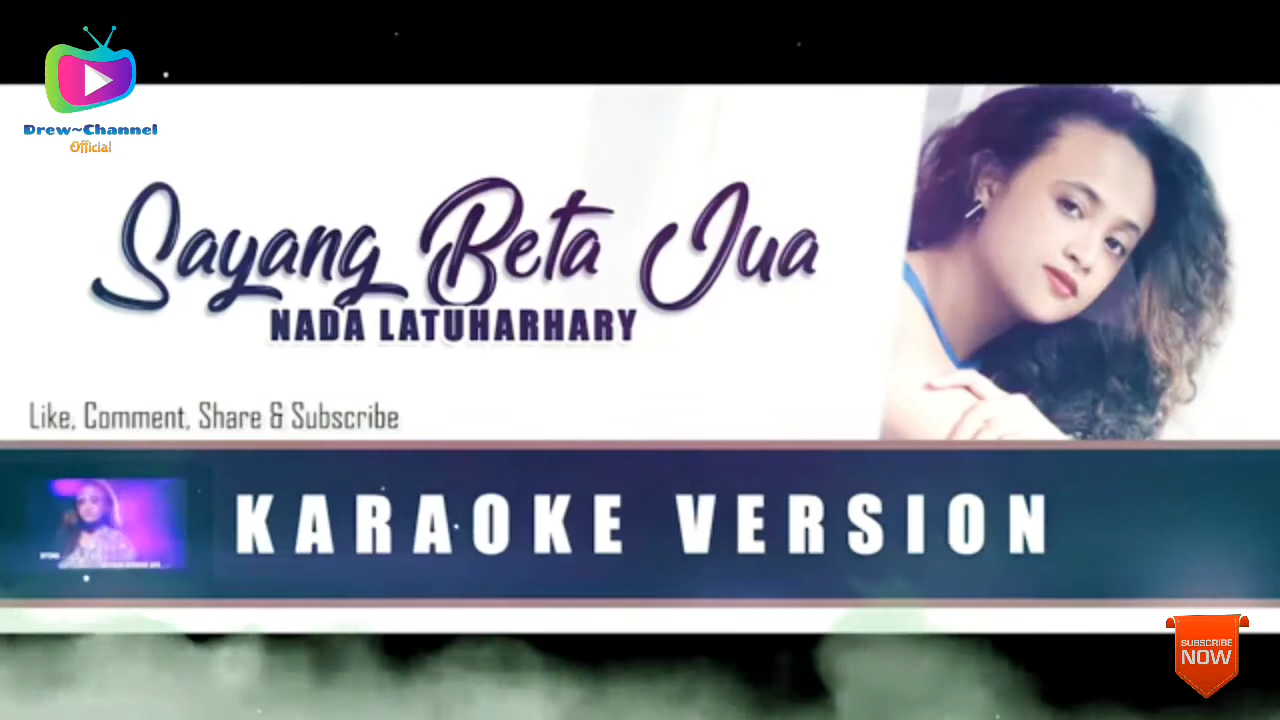 Drew~Channel
Official
Sayang Beta Jua
NADA LATUHARHARY
Like, Comment, Share & Subscribe
KARAOKE VERSION
SUBSCRIBE
NOW